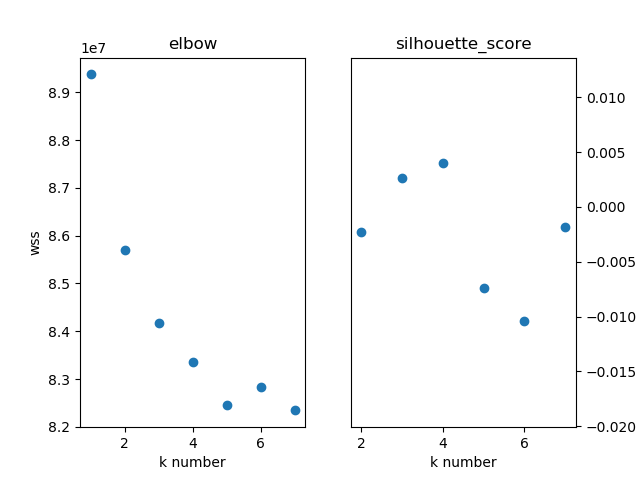 elbow
1e7
8.9
8.8
8.7
8.6
8.5
8.4
8.3
8.2
wss
2 4 6
k number
silhouette_score
0.010
0.005
0.000
−0.005
−0.010
−0.015
−0.020
2 4 6
k number